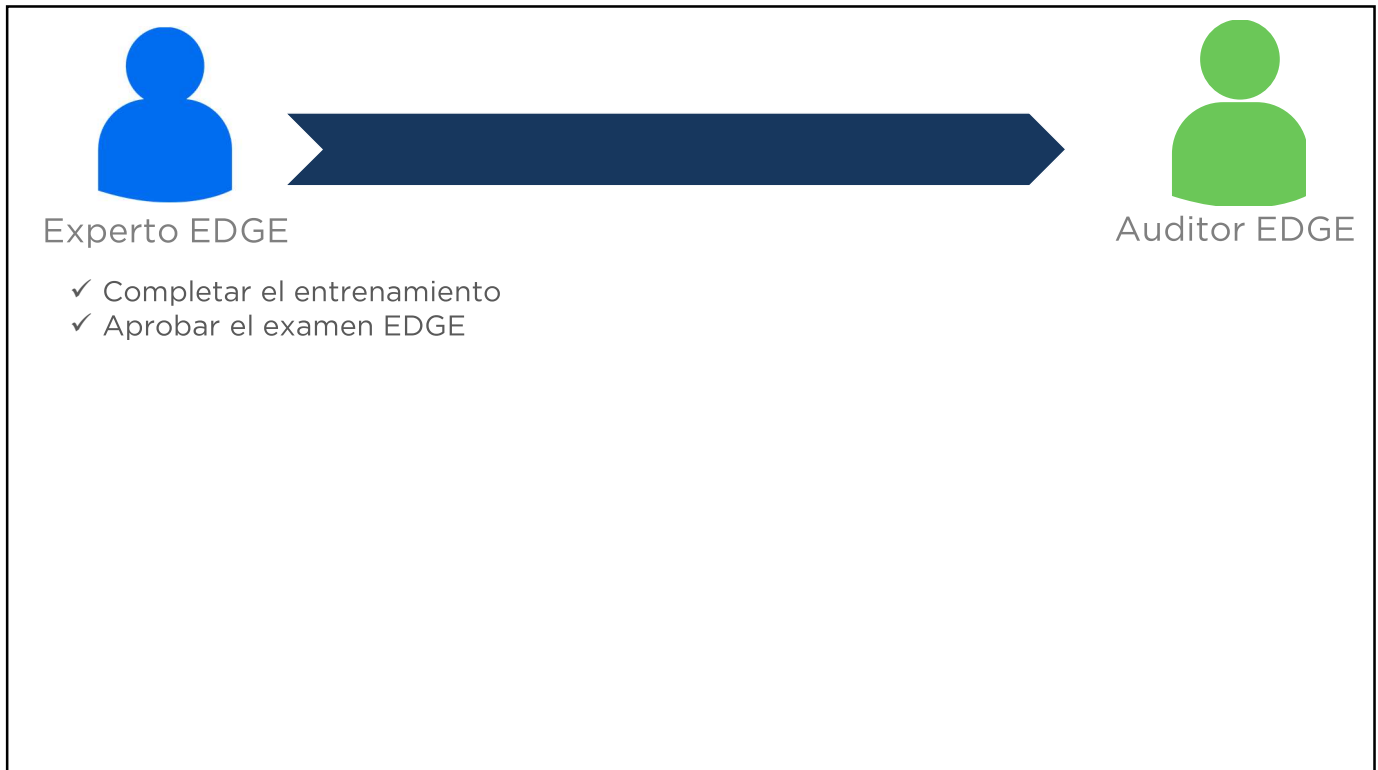 Experto EDGE
Auditor EDGE
✓ Completar el entrenamiento
✓ Aprobar el examen EDGE